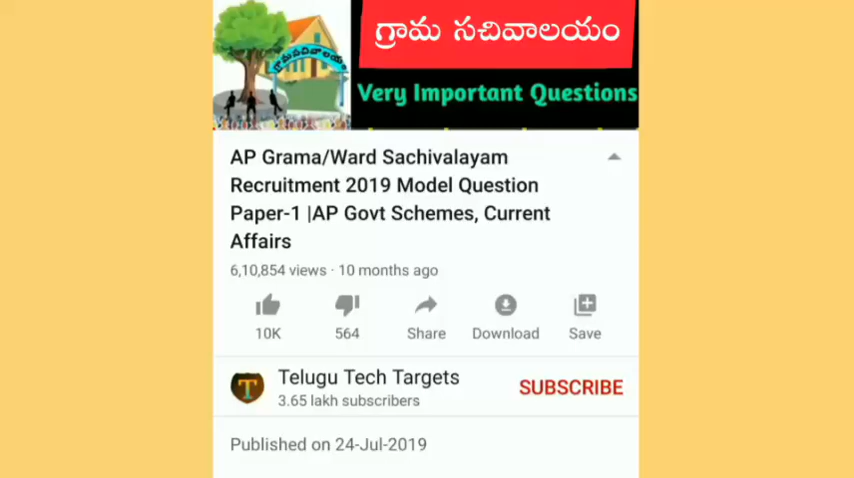 గ్రామ సచివాలయం
గ్రామసచివాలయం
Very Important Questions
AP Grama/Ward Sachivalayam
Recruitment 2019 Model Question
Paper-1 |AP Govt Schemes, Current
Affairs
6,10,854 views · 10 months ago
10K
564
Share
Download
Save
T
Telugu Tech Targets
3.65 lakh subscribers
SUBSCRIBE
Published on 24-Jul-2019